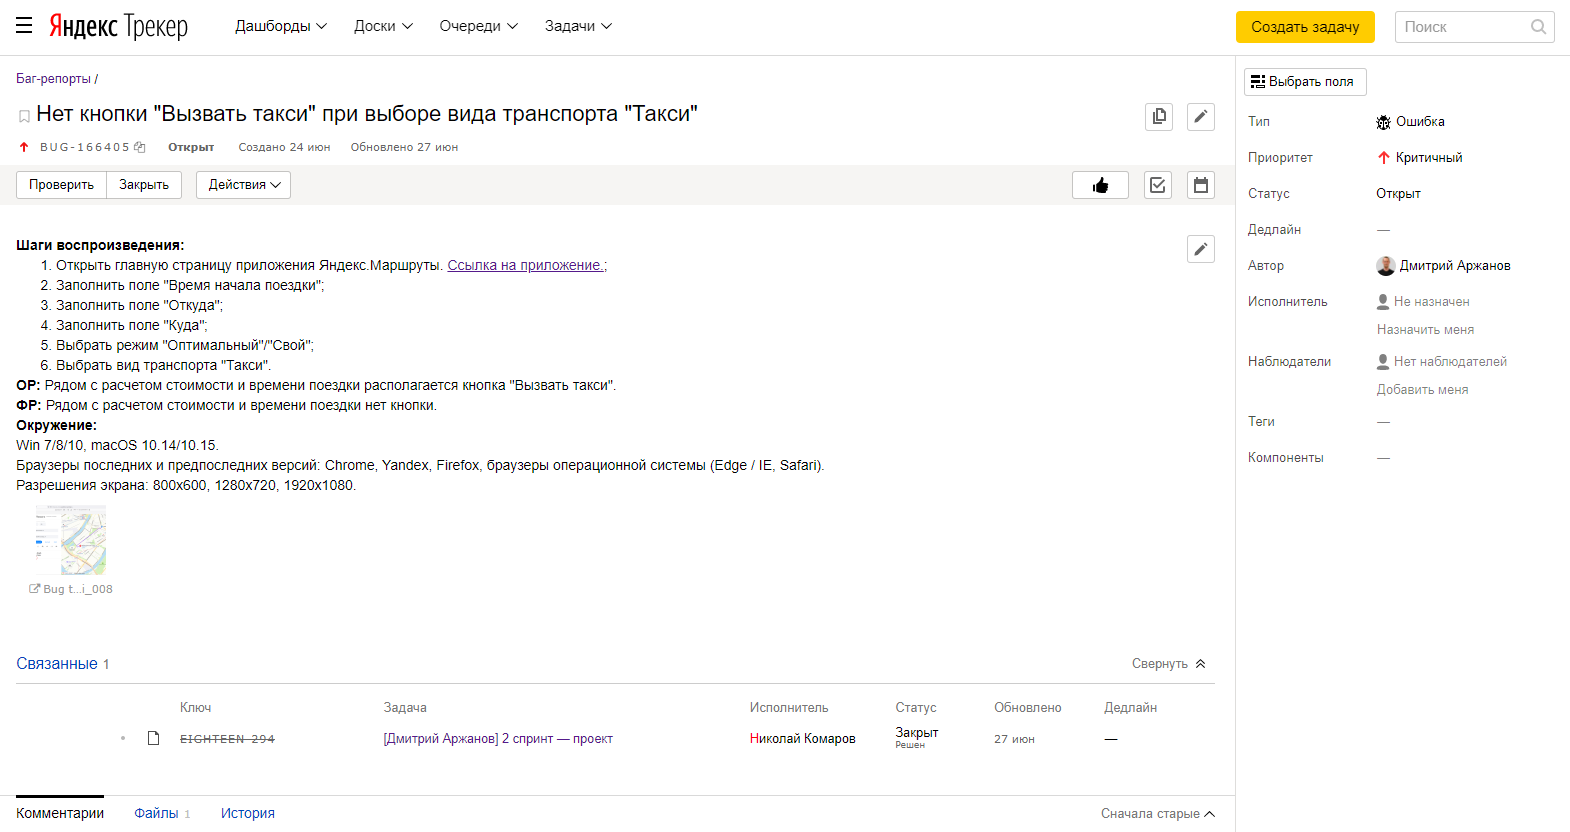 Яндекс Трекер
Дашборды
Доски
Очереди
Задачи
Создать задачу
Поиск
Баг-репорты /
Нет кнопки "Вызвать такси" при выборе вида транспорта "Такси"
BUG-166405
Открыт
Создано 24 июн
Обновлено 27 июн
Проверить
Закрыть
Действия
Шаги воспроизведения:
1. Открыть главную страницу приложения Яндекс.Маршруты. Ссылка на приложение.;
2. Заполнить поле "Время начала поездки";
3. Заполнить поле "Откуда";
4. Заполнить поле "Куда";
5. Выбрать режим "Оптимальный"/"Свой";
6. Выбрать вид транспорта "Такси".
ОР: Рядом с расчетом стоимости и времени поездки располагается кнопка "Вызвать такси".
ФР: Рядом с расчетом стоимости и времени поездки нет кнопки.
Окружение:
Win 7/8/10, macOS 10.14/10.15.
Браузеры последних и предпоследних версий: Chrome, Yandex, Firefox, браузеры операционной системы (Edge / IE, Safari).
Разрешения экрана: 800x600, 1280x720, 1920x1080.
Bug t...i_008
Связанные 1
Свернуть
Ключ
Задача
Исполнитель
Статус
Обновлено
Дедлайн
EIGHTEEN-294
[Дмитрий Аржанов] 2 спринт — проект
Николай Комаров
Закрыт
Решен
27 июн
—
Комментарии
Файлы 1
История
Сначала старые
Выбрать поля
Тип
Ошибка
Приоритет
Критичный
Статус
Открыт
Дедлайн
—
Автор
Дмитрий Аржанов
Исполнитель
Не назначен
Назначить меня
Наблюдатели
Нет наблюдателей
Добавить меня
Теги
—
Компоненты
—